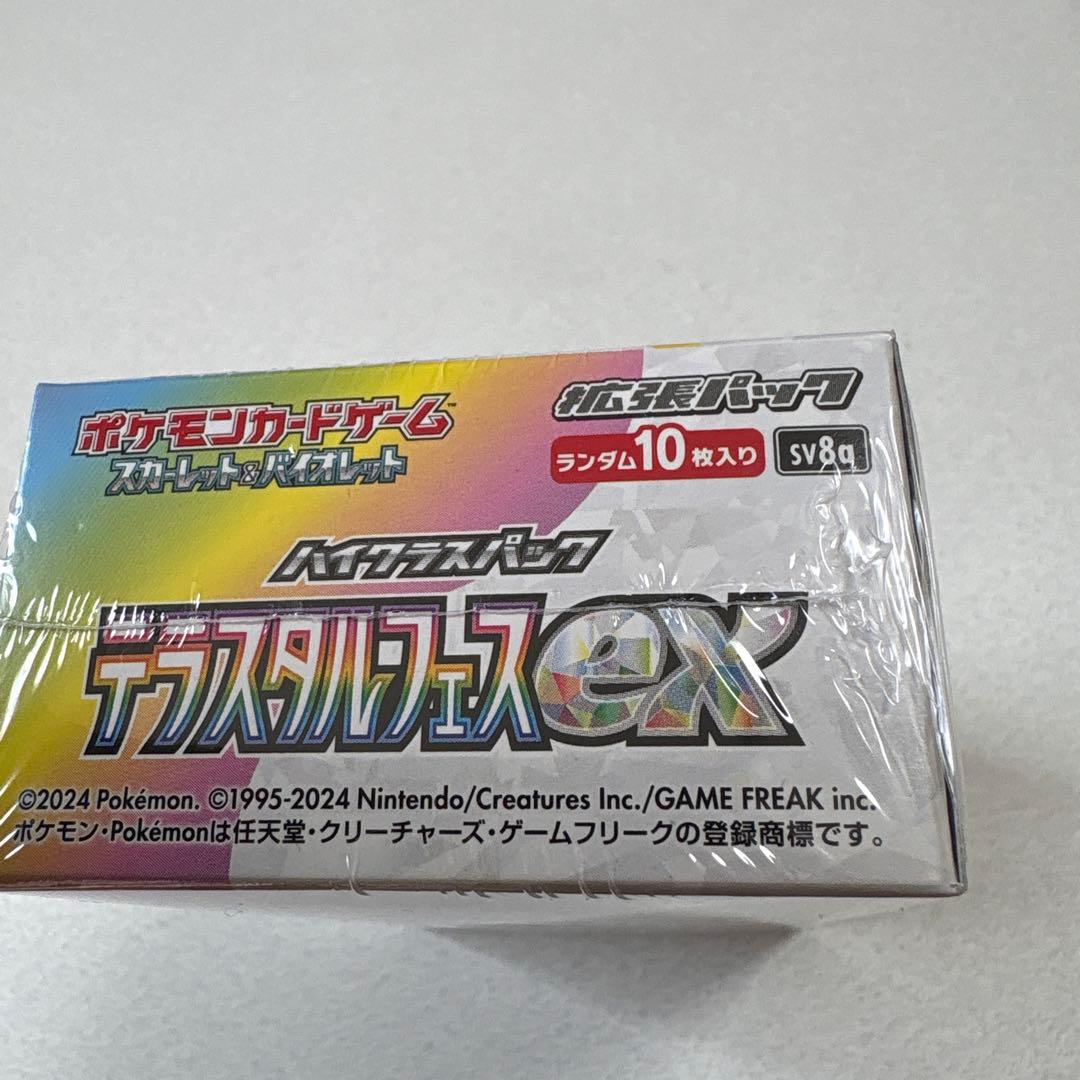 ポケモンカードゲーム™
スカーレット&バイオレット
拡張パック
ランダム10枚入り SV8a
ハイクラスパック
テラスタルフェスex
©2024 Pokémon. ©1995-2024 Nintendo/Creatures Inc./GAME FREAK inc.
ポケモン・Pokémonは任天堂・クリーチャーズ・ゲームフリークの登録商標です。